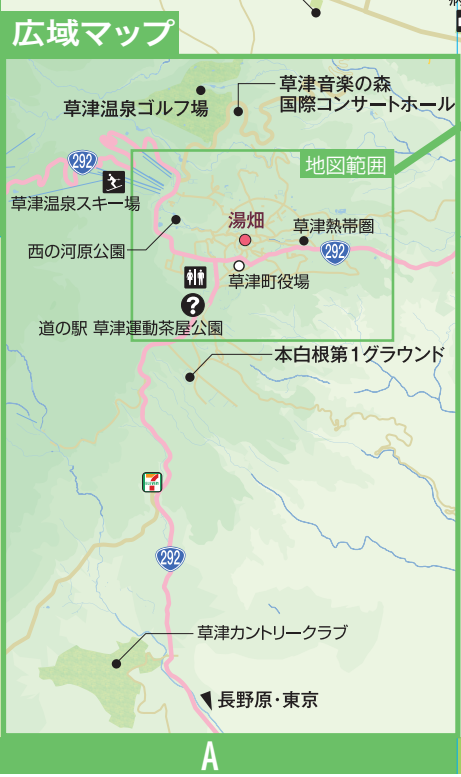 広域マップ
草津音楽の森
国際コンサートホール
草津温泉ゴルフ場
292
地図範囲
草津温泉スキー場
湯畑
草津熱帯圏
292
西の河原公園
草津町役場
?
道の駅 草津運動茶屋公園
本白根第1グラウンド
292
草津カントリークラブ
長野原・東京
A